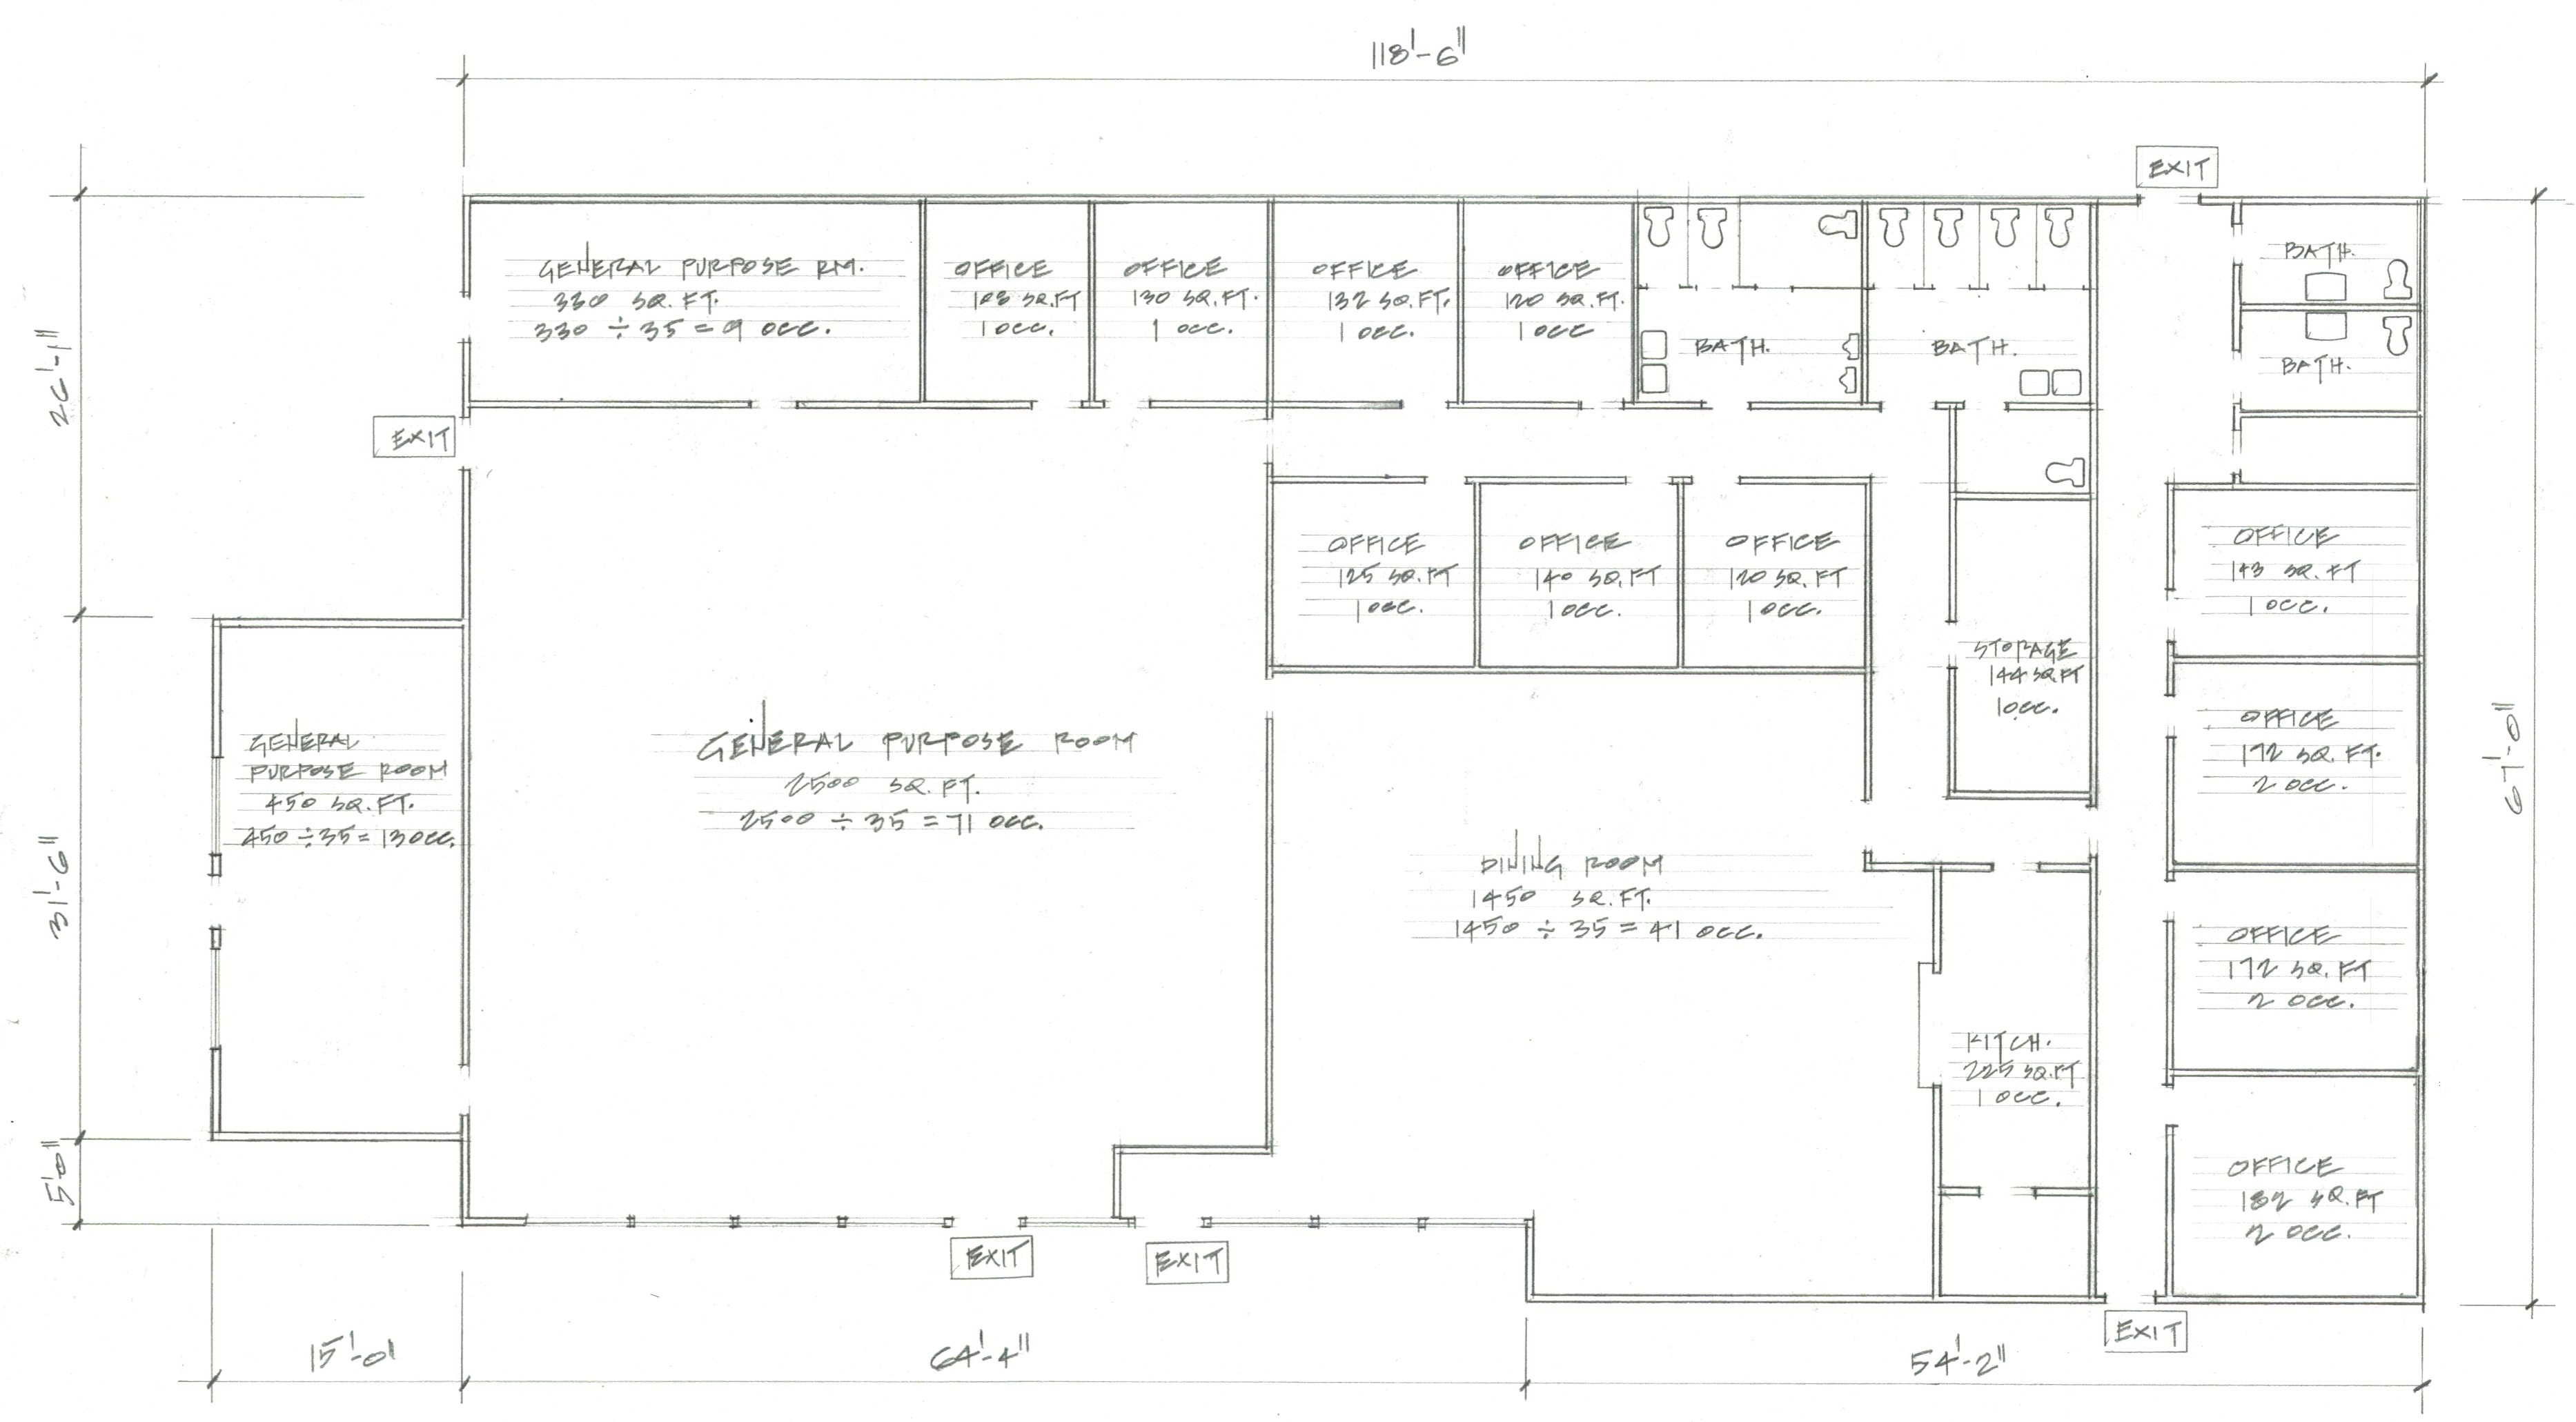 118'-6"
EXIT
GENERAL PURPOSE RM.
330 SQ. FT.
330 ÷ 35 = 9 OCC.
OFFICE
108 SQ.FT
1 OCC.
OFFICE
130 SQ.FT.
1 OCC.
OFFICE
132 SQ.FT.
1 OCC.
OFFICE
120 SQ.FT.
1 OCC
BATH.
BATH.
BATH.
BATH.
26'-1"
EXIT
OFFICE
125 SQ.FT
1 OCC.
OFFICE
140 SQ.FT
1 OCC.
OFFICE
120 SQ.FT
1 OCC.
OFFICE
143 SQ. FT
1 OCC.
STORAGE
144 SQ.FT
1 OCC.
OFFICE
172 SQ. FT.
2 OCC.
67'-0"
GENERAL
PURPOSE ROOM
450 SQ.FT.
450 ÷ 35 = 13 OCC.
GENERAL PURPOSE ROOM
2500 SQ. FT.
2500 ÷ 35 = 71 OCC.
DINING ROOM
1450 SQ.FT.
1450 ÷ 35 = 41 OCC.
31'-6"
OFFICE
172 SQ. FT
2 OCC.
KITCH.
225 SQ.FT
1 OCC.
5'-0"
OFFICE
182 SQ. FT
2 OCC.
EXIT
EXIT
EXIT
15'-0'
64'-4"
54'-2"